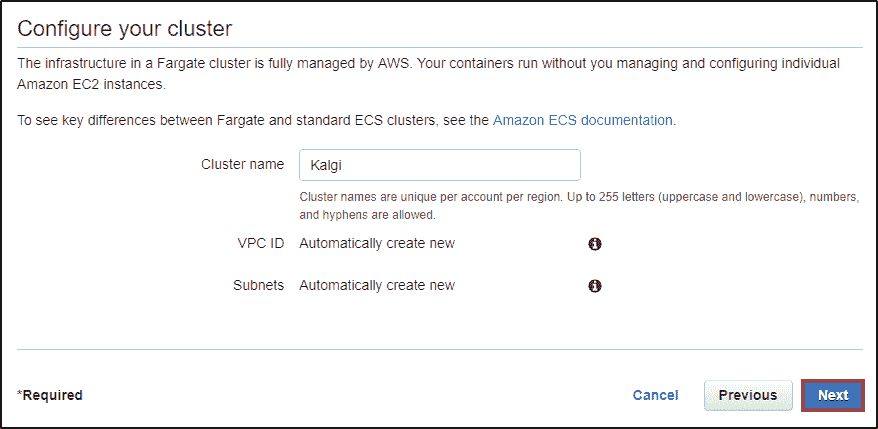 Configure your cluster
The infrastructure in a Fargate cluster is fully managed by AWS. Your containers run without you managing and configuring individual
Amazon EC2 instances.
To see key differences between Fargate and standard ECS clusters, see the Amazon ECS documentation.
Cluster name Kalgi
Cluster names are unique per account per region. Up to 255 letters (uppercase and lowercase), numbers,
and hyphens are allowed.
VPC ID Automatically create new
Subnets Automatically create new
*Required Cancel Previous Next